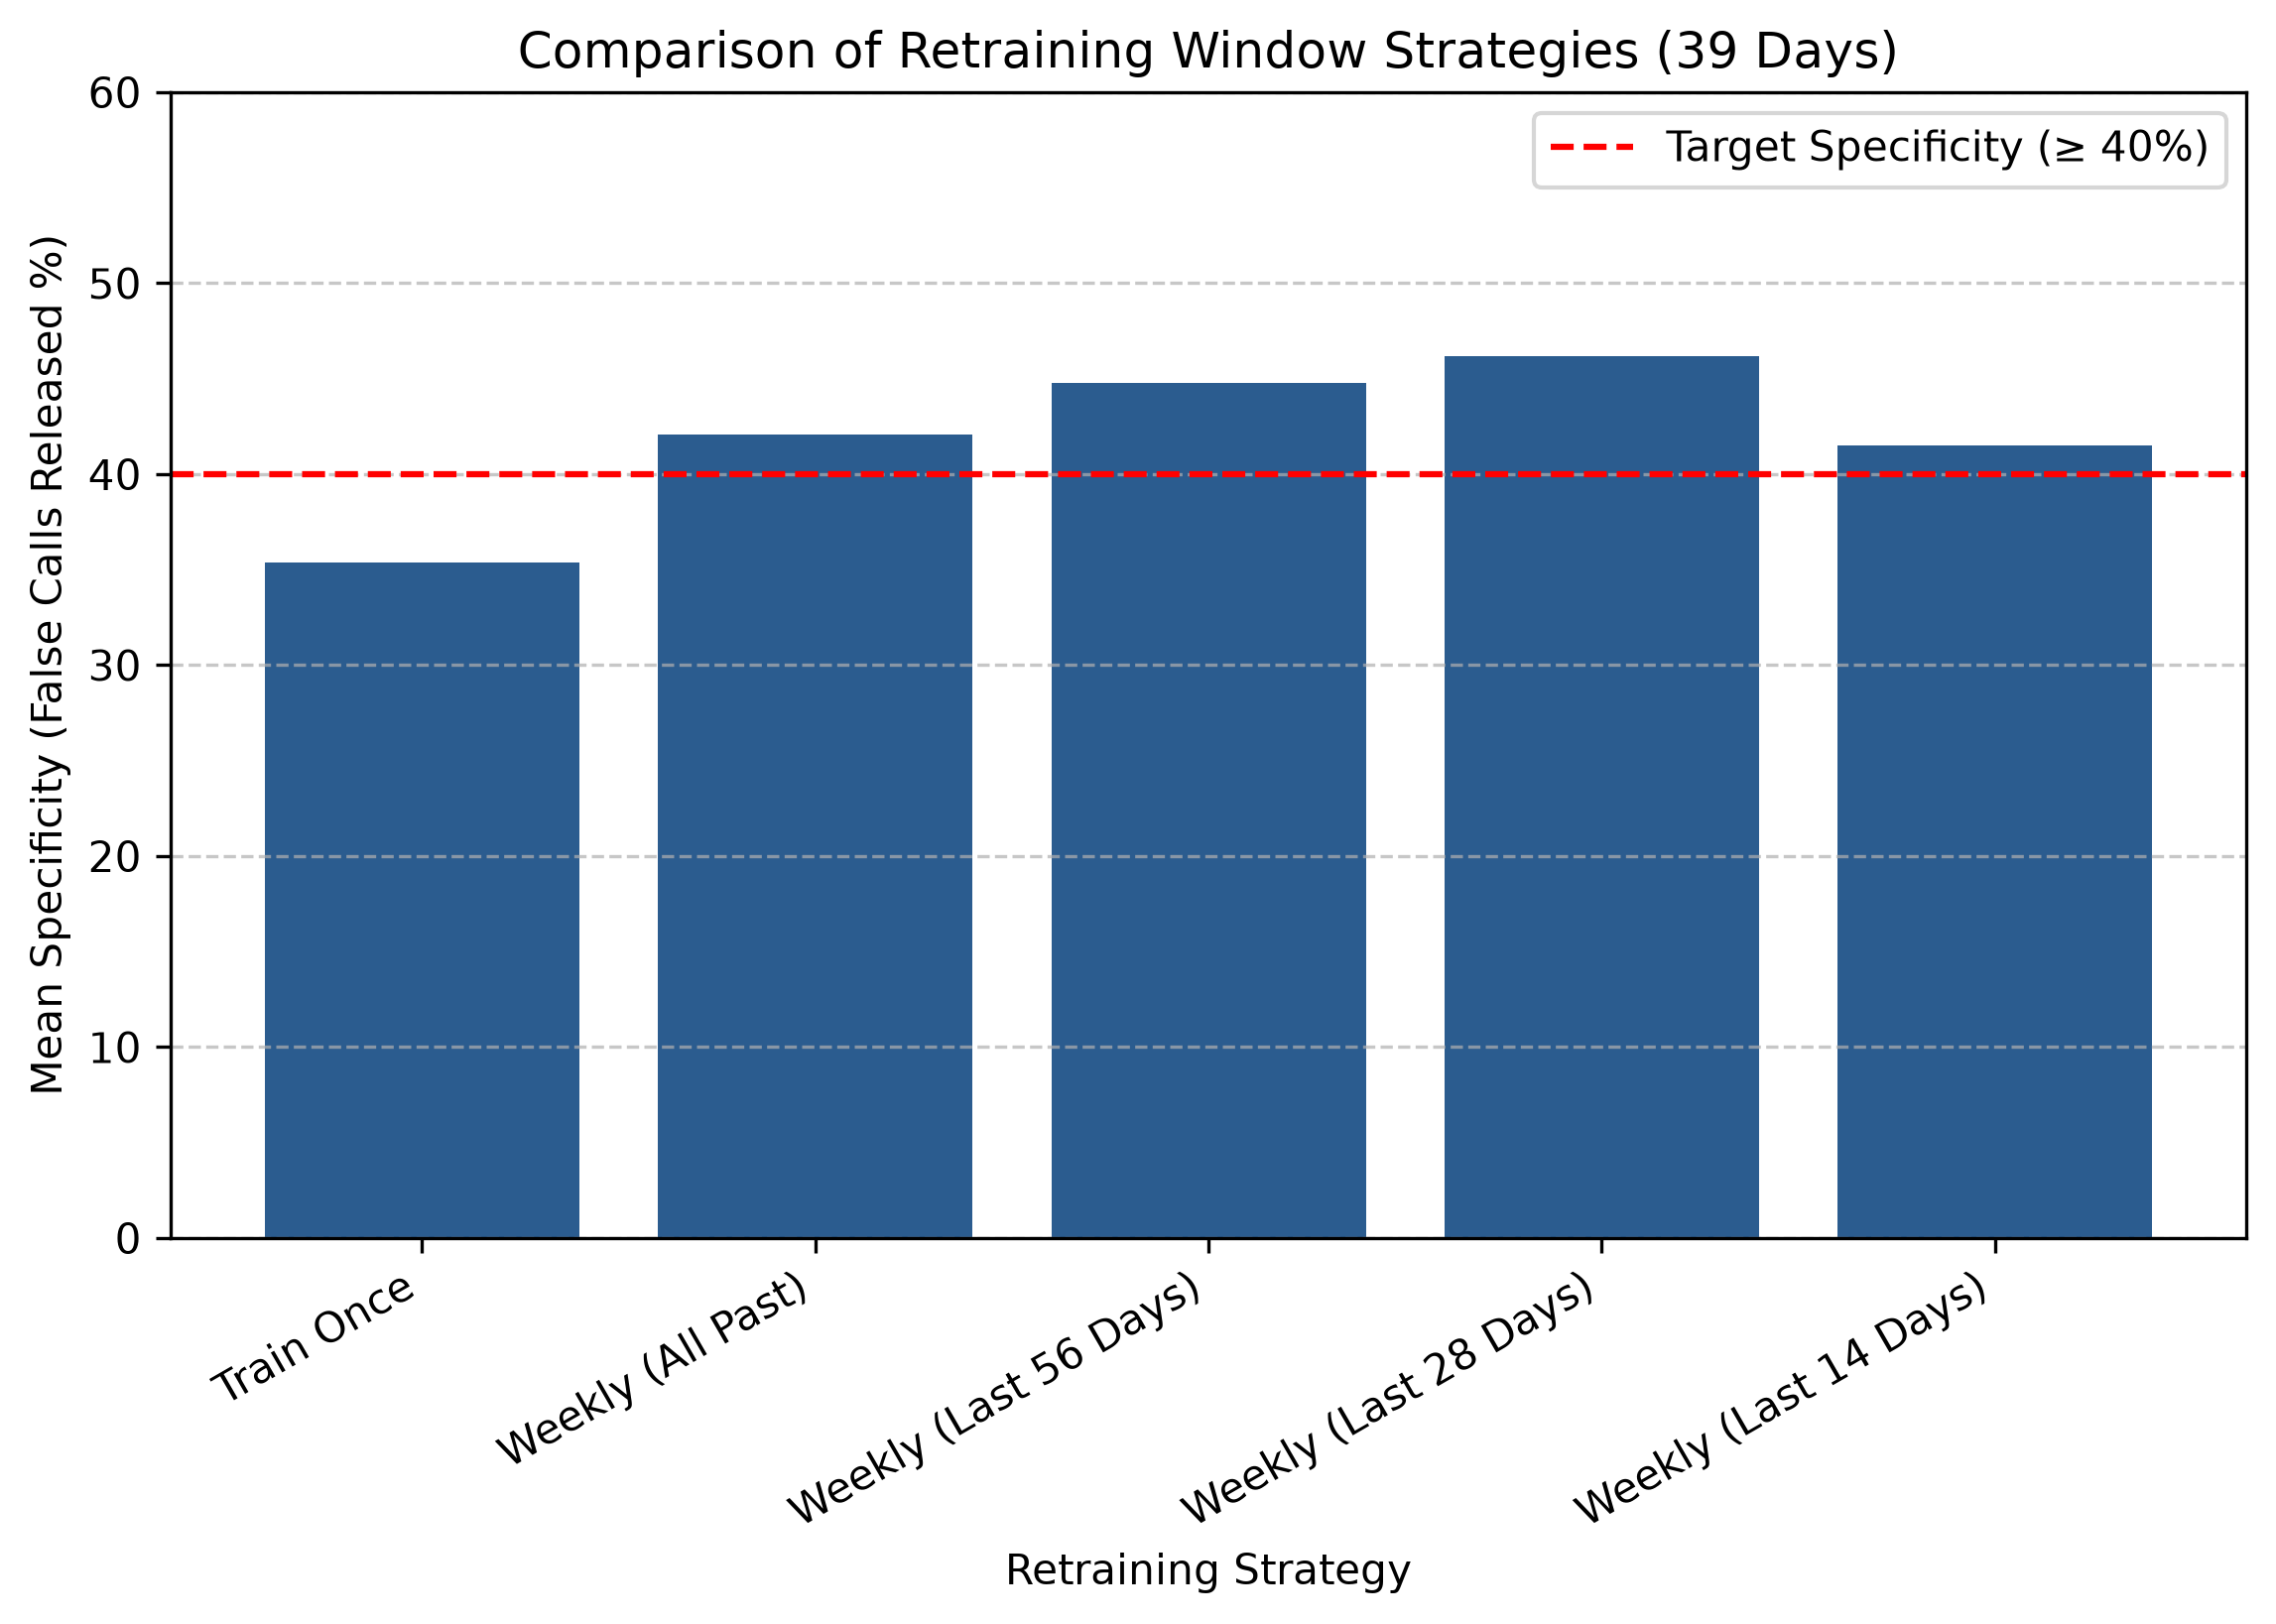 Comparison of Retraining Window Strategies (39 Days)
Target Specificity (≥ 40%)
Mean Specificity (False Calls Released %)
60
50
40
30
20
10
0
Train Once
Weekly (All Past)
Weekly (Last 56 Days)
Weekly (Last 28 Days)
Weekly (Last 14 Days)
Retraining Strategy